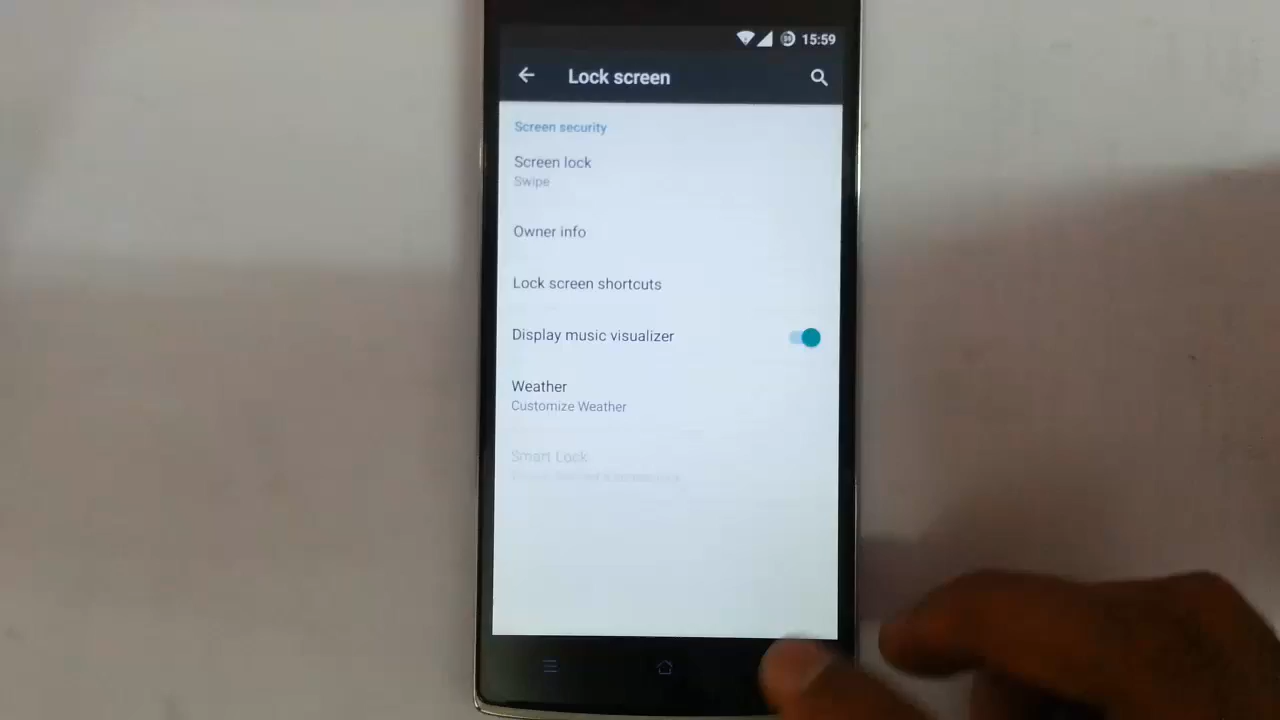 15:59
Lock screen
Screen security
Screen lock
Swipe
Owner info
Lock screen shortcuts
Display music visualizer
Weather
Customize Weather
Smart Lock